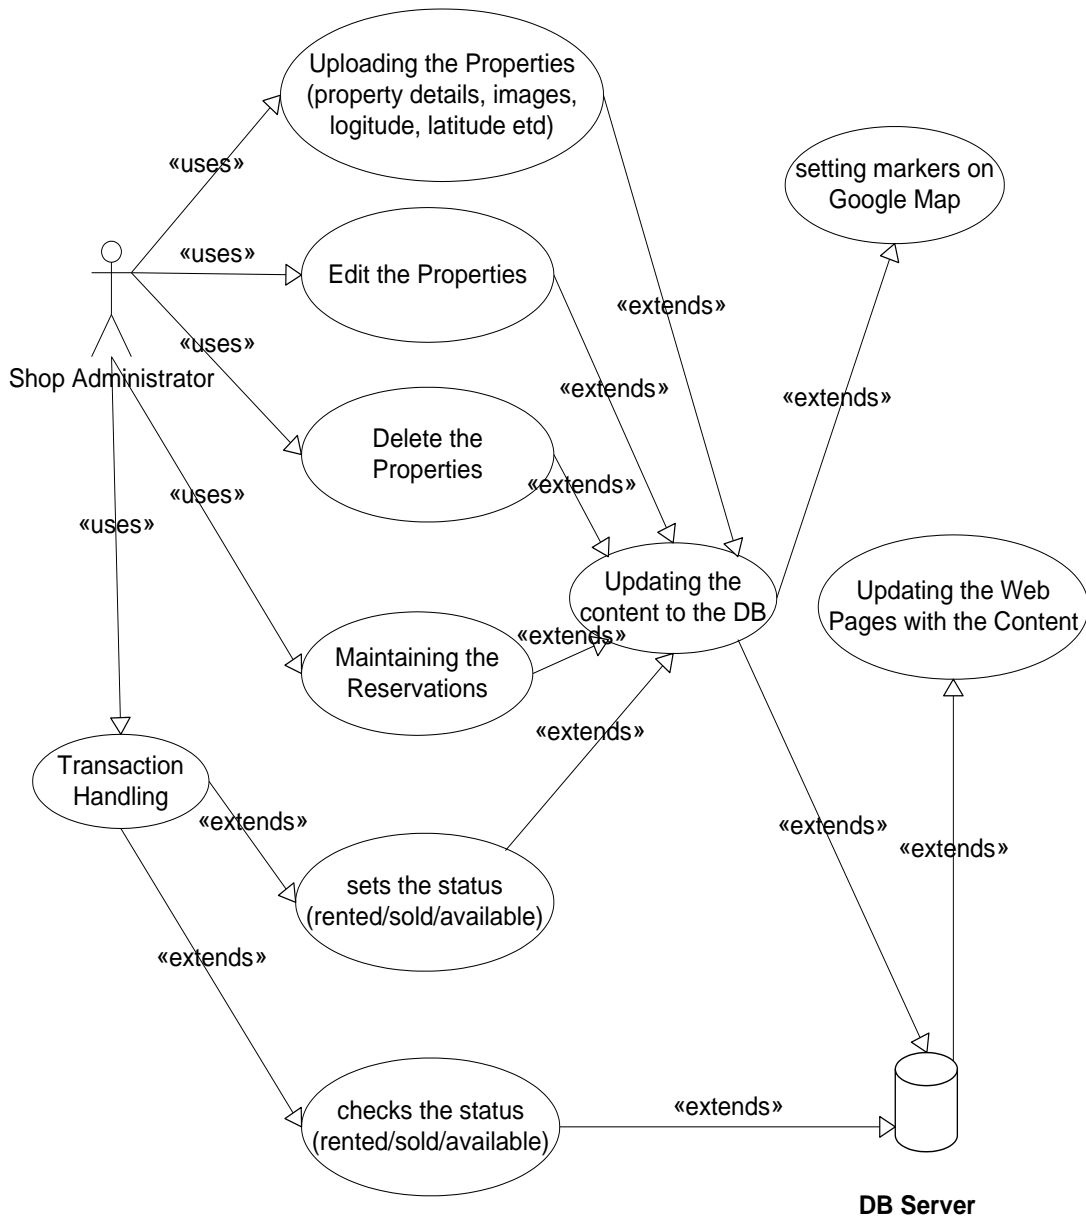 Uploading the Properties
(property details, images,
logitude, latitude etd)
«uses»
setting markers on
Google Map
«uses»
Edit the Properties
«extends»
«uses»
Shop Administrator
«extends»
«extends»
Delete the
Properties
«extends»
«uses»
«uses»
Updating the
content to the DB
Updating the Web
Pages with the Content
«extends»
Maintaining the
Reservations
«extends»
Transaction
Handling
«extends»
«extends»
«extends»
sets the status
(rented/sold/available)
«extends»
checks the status
(rented/sold/available)
«extends»
DB Server